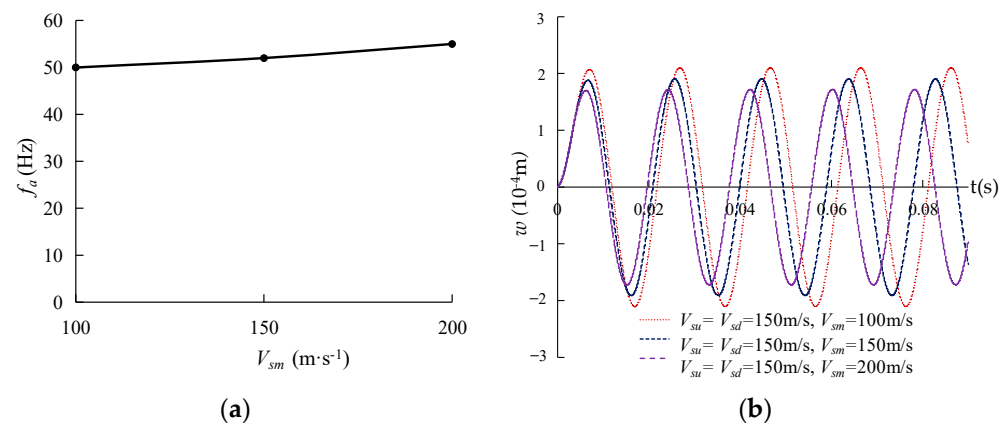 60
50
40
30
20
10
0
f_a (Hz)
100 150 200
V_sm (m·s⁻¹)
(a)
3
2
1
0
−1
−2
−3
w (10⁻⁴m)
0 0.02 0.04 0.06 0.08
t(s)
V_su= V_sd=150m/s, V_sm=100m/s
V_su= V_sd=150m/s, V_sm=150m/s
V_su= V_sd=150m/s, V_sm=200m/s
(b)